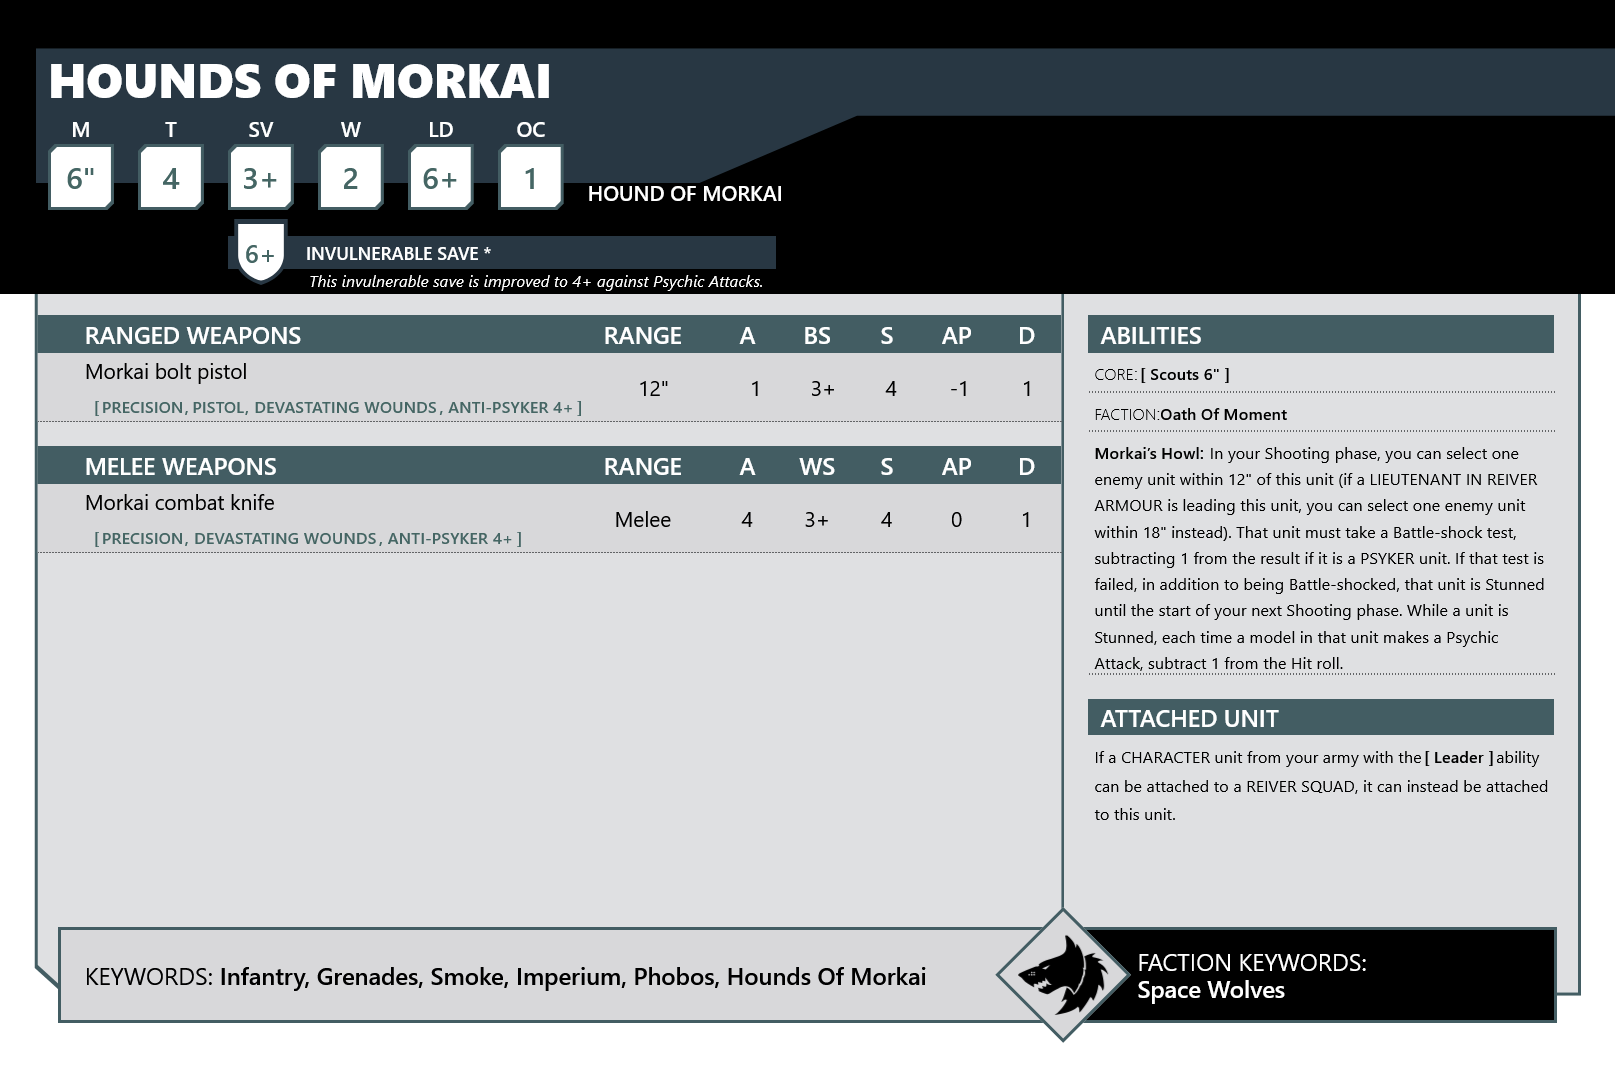 HOUNDS OF MORKAI
M T SV W LD OC
6" 4 3+ 2 6+ 1 HOUND OF MORKAI
6+ INVULNERABLE SAVE *
This invulnerable save is improved to 4+ against Psychic Attacks.
RANGED WEAPONS RANGE A BS S AP D
Morkai bolt pistol 12" 1 3+ 4 -1 1
[ PRECISION, PISTOL, DEVASTATING WOUNDS, ANTI-PSYKER 4+ ]
MELEE WEAPONS RANGE A WS S AP D
Morkai combat knife Melee 4 3+ 4 0 1
[ PRECISION, DEVASTATING WOUNDS, ANTI-PSYKER 4+ ]
ABILITIES
CORE: [ Scouts 6" ]
FACTION:Oath Of Moment
Morkai's Howl: In your Shooting phase, you can select one
enemy unit within 12" of this unit (if a LIEUTENANT IN REIVER
ARMOUR is leading this unit, you can select one enemy unit
within 18" instead). That unit must take a Battle-shock test,
subtracting 1 from the result if it is a PSYKER unit. If that test is
failed, in addition to being Battle-shocked, that unit is Stunned
until the start of your next Shooting phase. While a unit is
Stunned, each time a model in that unit makes a Psychic
Attack, subtract 1 from the Hit roll.
ATTACHED UNIT
If a CHARACTER unit from your army with the [ Leader ] ability
can be attached to a REIVER SQUAD, it can instead be attached
to this unit.
KEYWORDS: Infantry, Grenades, Smoke, Imperium, Phobos, Hounds Of Morkai
FACTION KEYWORDS:
Space Wolves